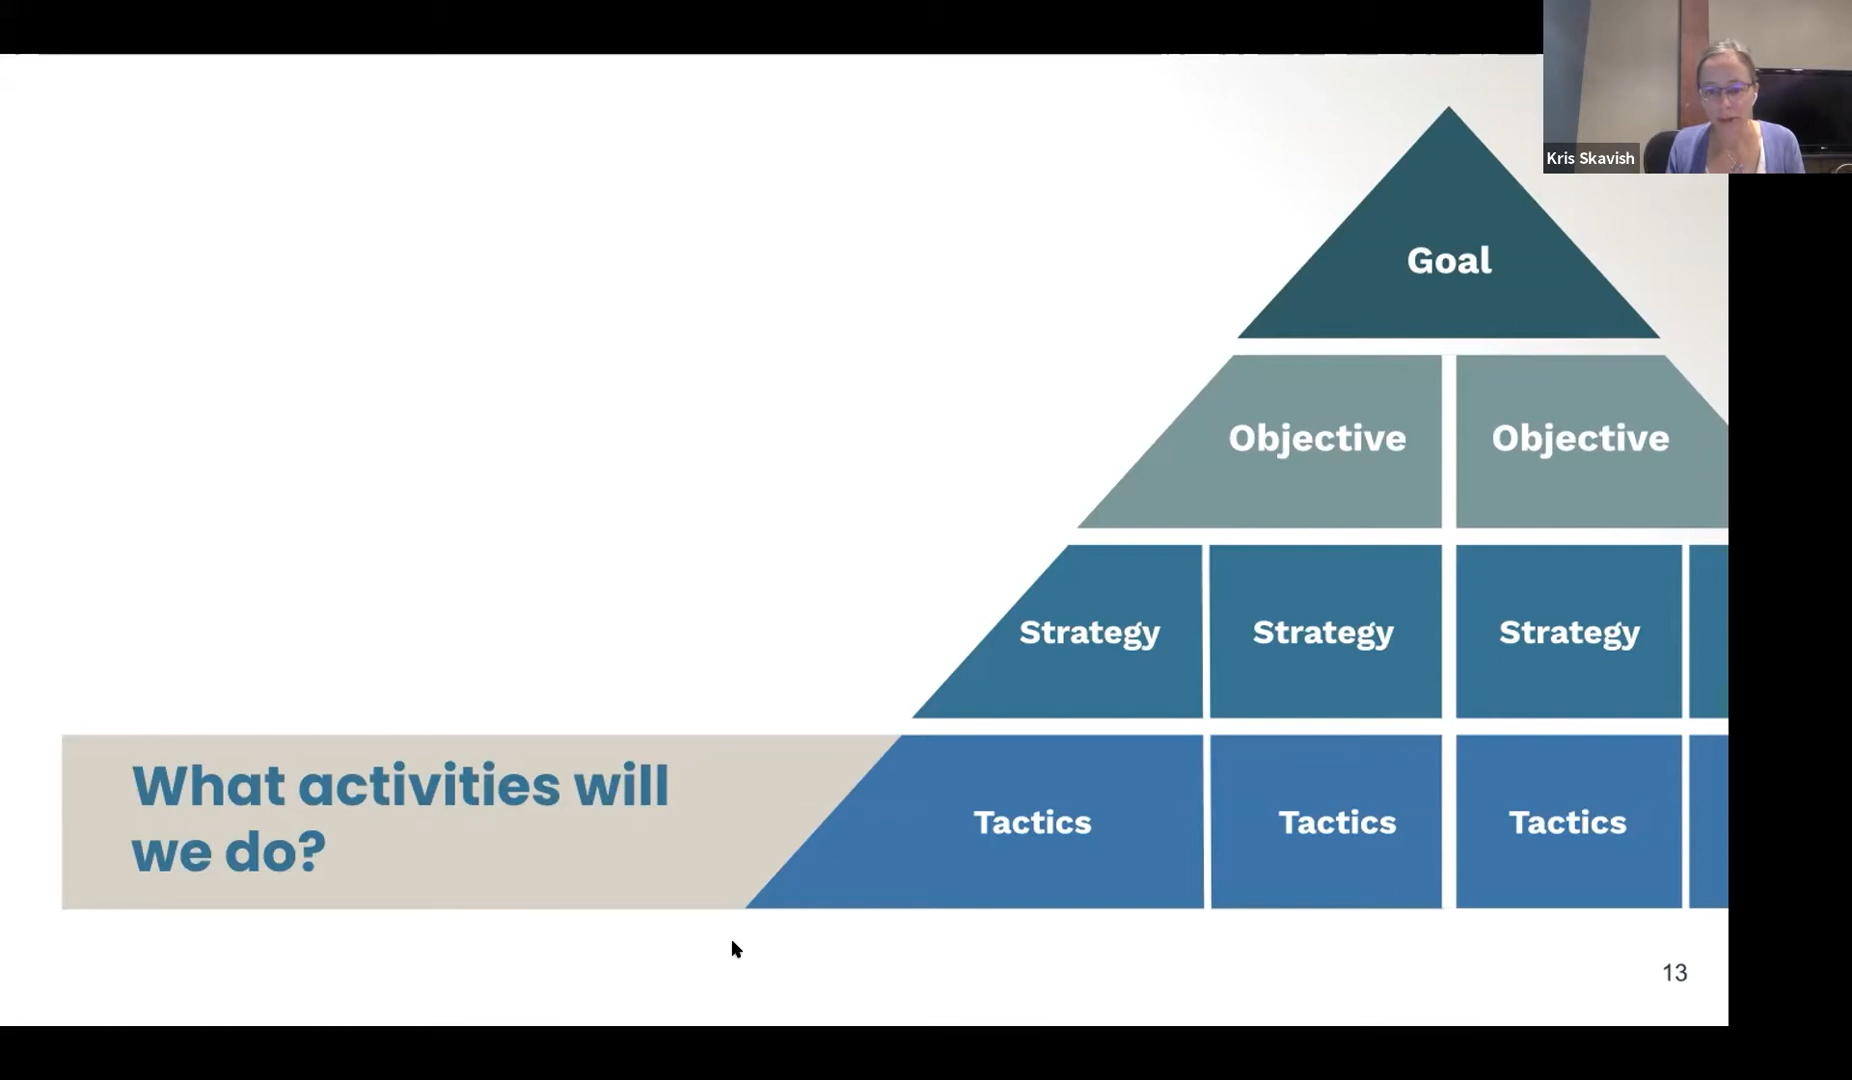 Kris Skavish
Goal
Objective Objective
Strategy Strategy Strategy
What activities will
we do?
Tactics Tactics Tactics
13